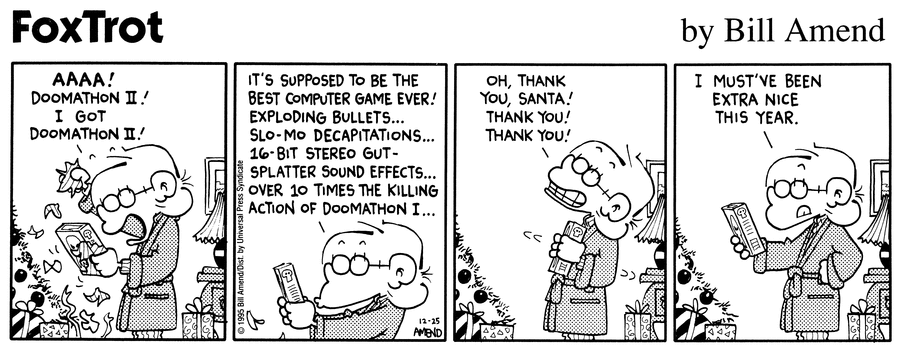 FoxTrot
by Bill Amend
AAAA!
DOOMATHON II!
I GOT
DOOMATHON II!
IT'S SUPPOSED TO BE THE
BEST COMPUTER GAME EVER!
EXPLODING BULLETS...
SLO-MO DECAPITATIONS...
16-BIT STEREO GUT-
SPLATTER SOUND EFFECTS...
OVER 10 TIMES THE KILLING
ACTION OF DOOMATHON I...
© 1995 Bill Amend/Dist. by Universal Press Syndicate
12-25
AMEND
OH, THANK
YOU, SANTA!
THANK YOU!
THANK YOU!
I MUST'VE BEEN
EXTRA NICE
THIS YEAR.